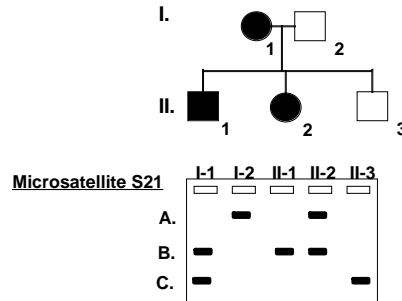 I.
1
2
II.
1
2
3
Microsatellite S21
I-1 I-2 II-1 II-2 II-3
A.
B.
C.